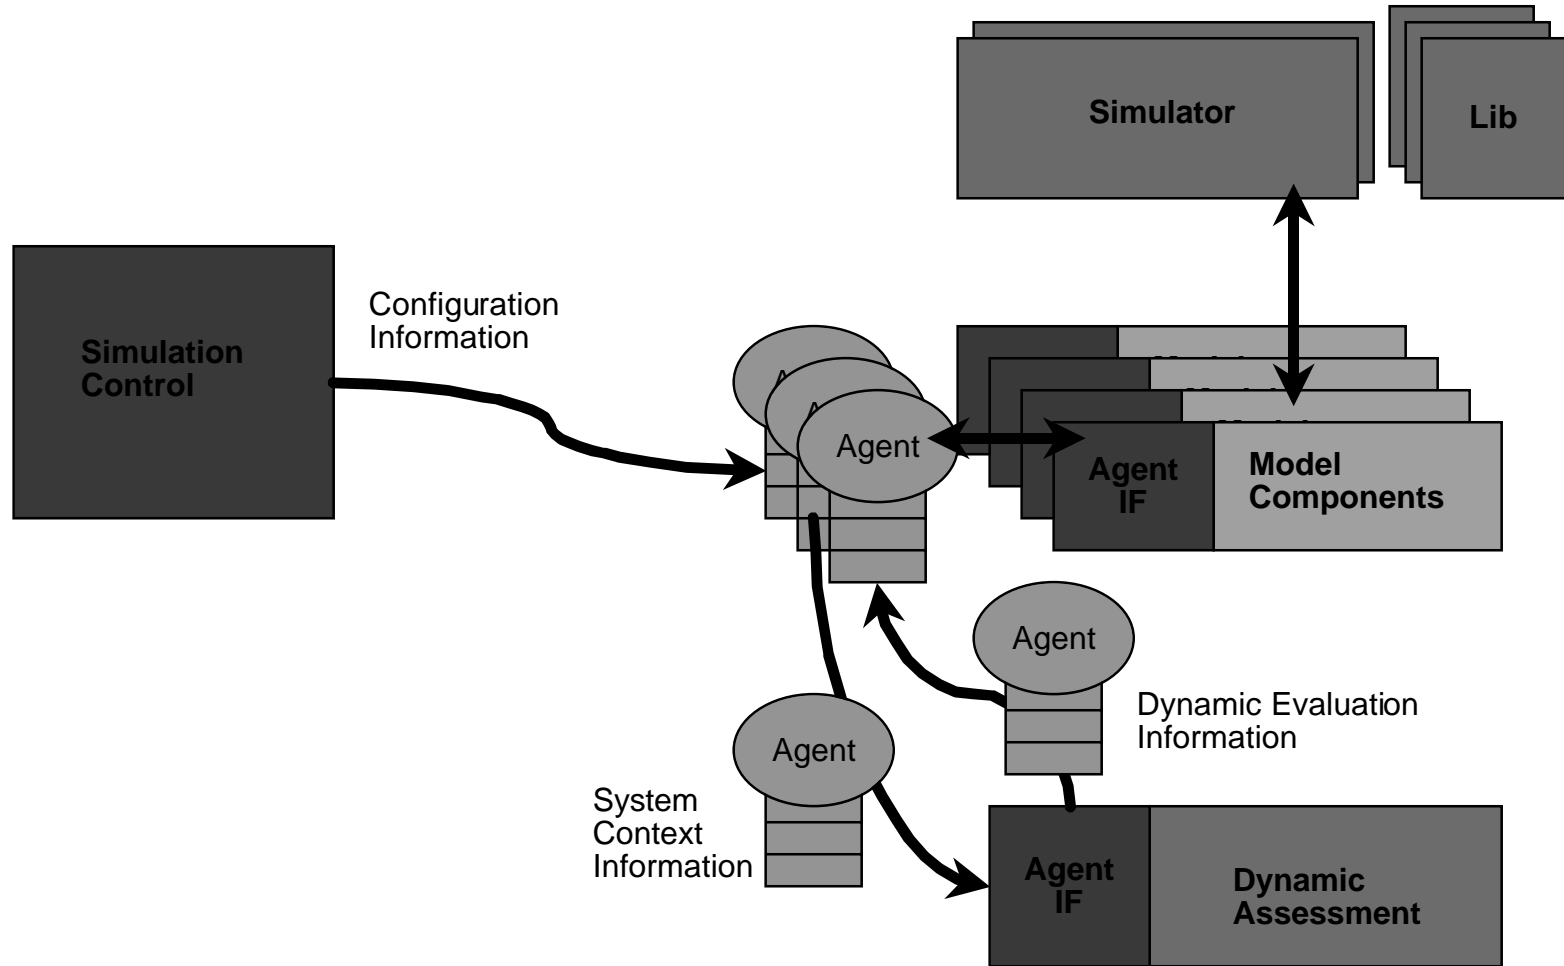 Simulator
Lib
Configuration
Information
Simulation
Control
Agent
Agent
IF
Model
Components
Agent
Dynamic Evaluation
Information
Agent
System
Context
Information
Agent
IF
Dynamic
Assessment